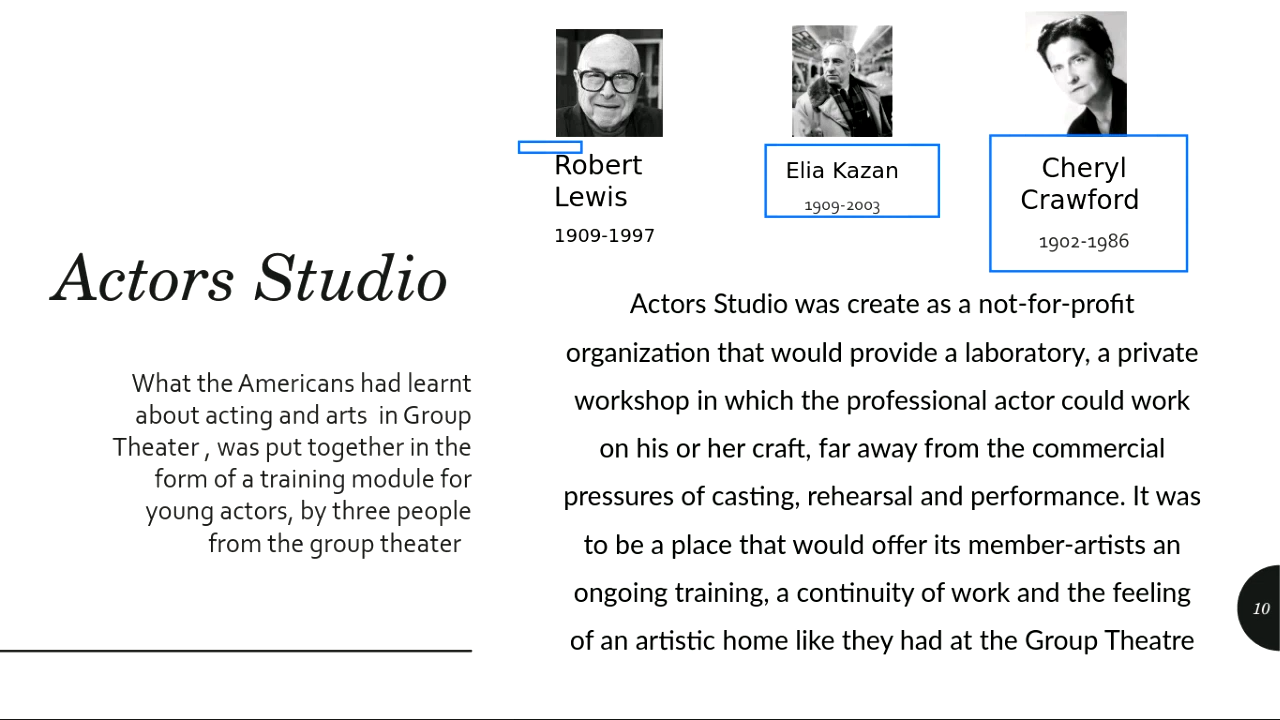 Robert
Lewis
1909-1997
Elia Kazan
1909-2003
Cheryl
Crawford
1902-1986
Actors Studio
What the Americans had learnt
about acting and arts  in Group
Theater , was put together in the
form of a training module for
young actors, by three people
from the group theater
Actors Studio was create as a not-for-profit
organization that would provide a laboratory, a private
workshop in which the professional actor could work
on his or her craft, far away from the commercial
pressures of casting, rehearsal and performance. It was
to be a place that would offer its member-artists an
ongoing training, a continuity of work and the feeling
of an artistic home like they had at the Group Theatre
10